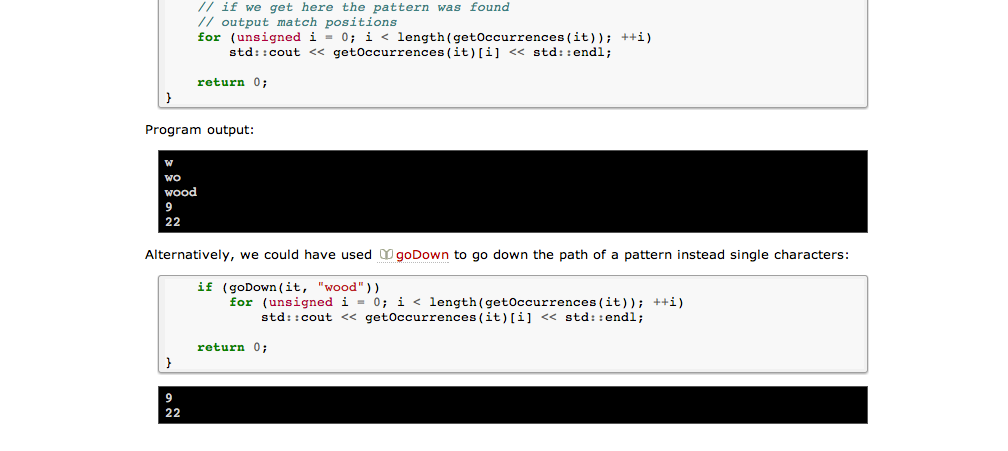 // if we get here the pattern was found
// output match positions
for (unsigned i = 0; i < length(getOccurrences(it)); ++i)
std::cout << getOccurrences(it)[i] << std::endl;
return 0;
}
Program output:
w
wo
wood
9
22
Alternatively, we could have used goDown to go down the path of a pattern instead single characters:
if (goDown(it, "wood"))
for (unsigned i = 0; i < length(getOccurrences(it)); ++i)
std::cout << getOccurrences(it)[i] << std::endl;
return 0;
}
9
22